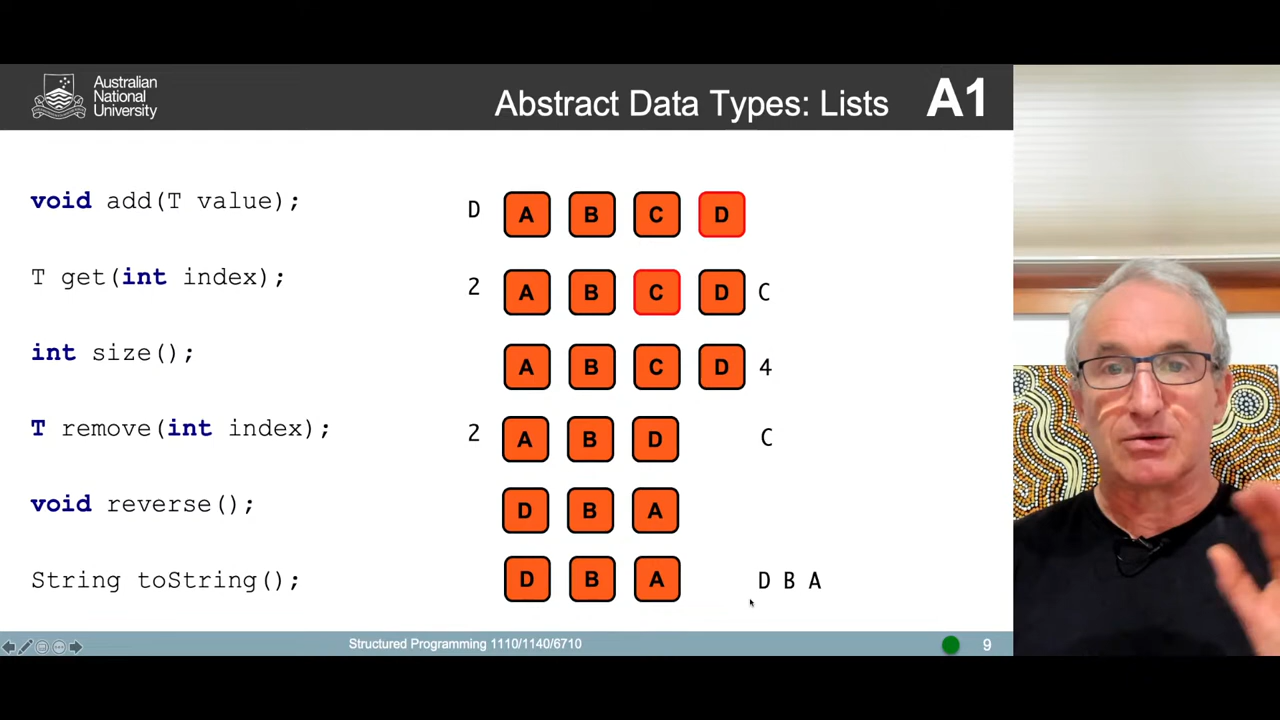 Australian
National
University
Abstract Data Types: Lists A1
void add(T value); D A B C D
T get(int index); 2 A B C D C
int size(); A B C D 4
T remove(int index); 2 A B D C
void reverse(); D B A
String toString(); D B A D B A
Structured Programming 1110/1140/6710 9